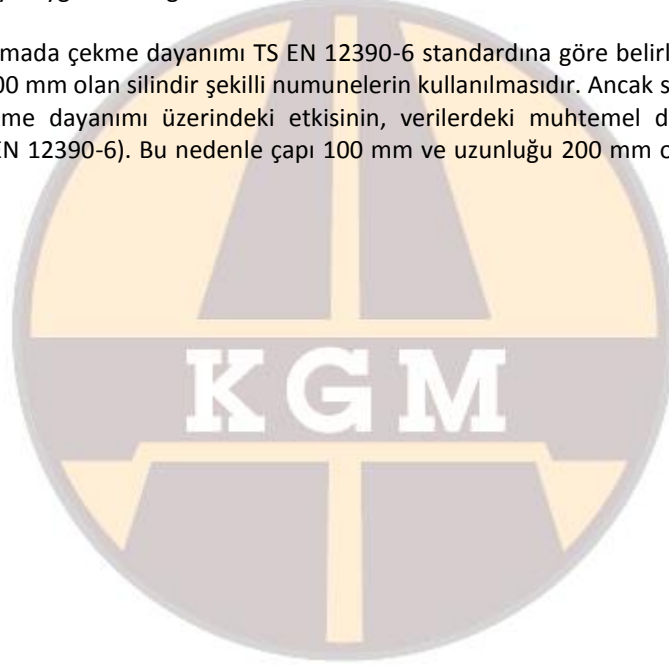 mada çekme dayanımı TS EN 12390-6 standardına göre belirl
00 mm olan silindir şekilli numunelerin kullanılmasıdır. Ancak s
me dayanımı üzerindeki etkisinin, verilerdeki muhtemel d
EN 12390-6). Bu nedenle çapı 100 mm ve uzunluğu 200 mm o
KGM